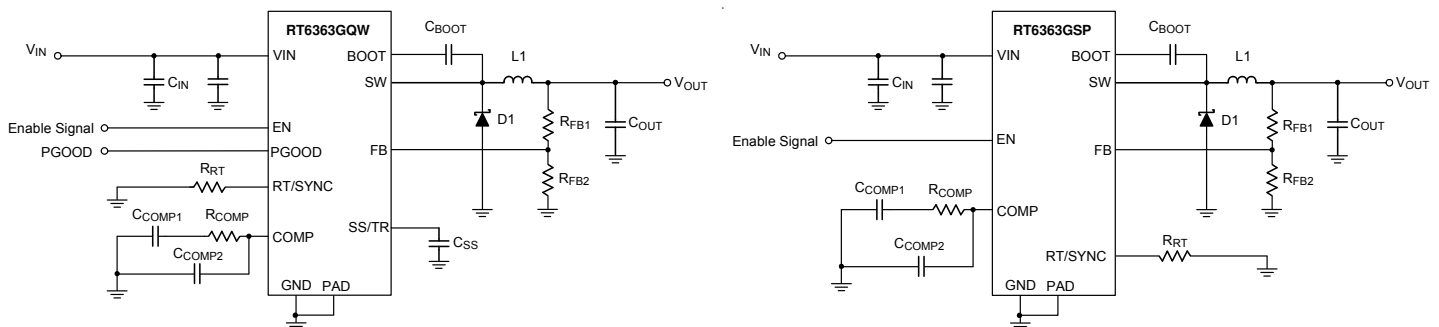 RT6363GQW
VIN
CIN
VIN
BOOT
CBOOT
SW
L1
VOUT
D1
RFB1
COUT
RFB2
Enable Signal
EN
PGOOD
PGOOD
FB
RRT
RT/SYNC
CCOMP1
RCOMP
COMP
CCOMP2
SS/TR
CSS
GND
PAD
RT6363GSP
VIN
CIN
VIN
BOOT
CBOOT
SW
L1
VOUT
D1
RFB1
COUT
RFB2
Enable Signal
EN
FB
CCOMP1
RCOMP
COMP
CCOMP2
RT/SYNC
RRT
GND
PAD